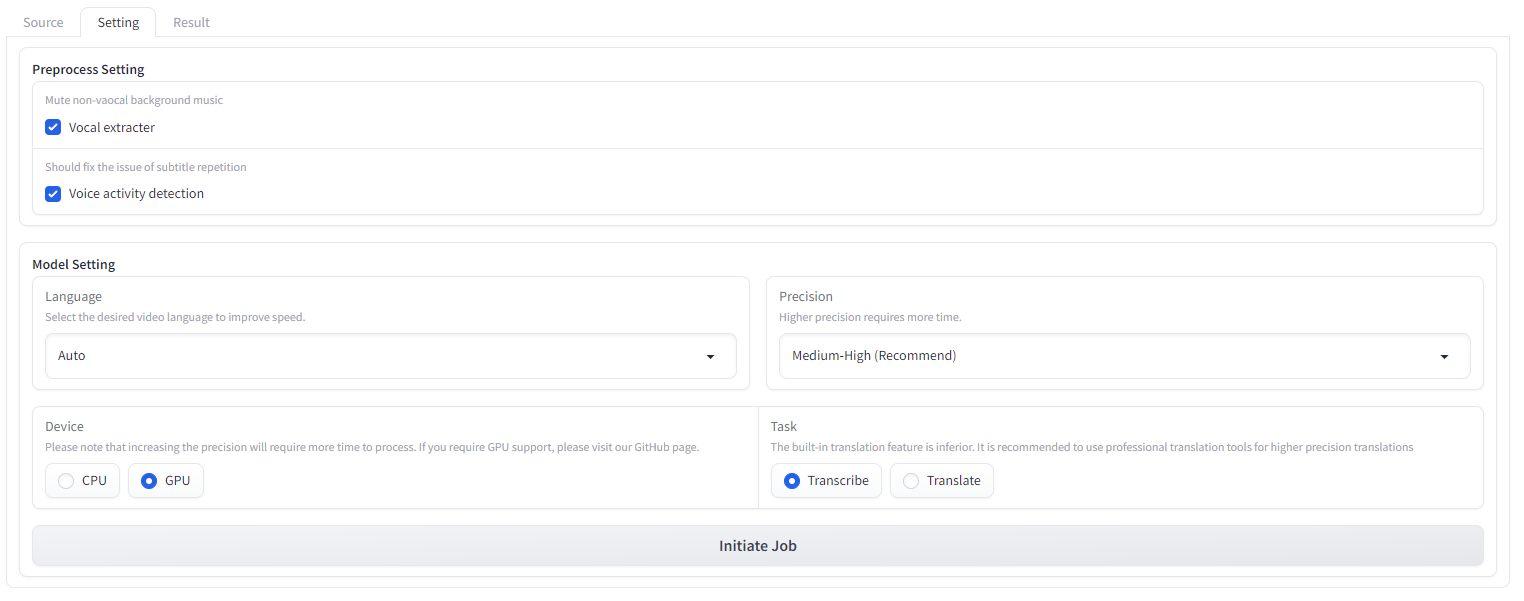 Source Setting Result
Preprocess Setting
Mute non-vaocal background music
Vocal extracter
Should fix the issue of subtitle repetition
Voice activity detection
Model Setting
Language
Select the desired video language to improve speed.
Auto
Precision
Higher precision requires more time.
Medium-High (Recommend)
Device
Please note that increasing the precision will require more time to process. If you require GPU support, please visit our GitHub page.
CPU GPU
Task
The built-in translation feature is inferior. It is recommended to use professional translation tools for higher precision translations
Transcribe Translate
Initiate Job